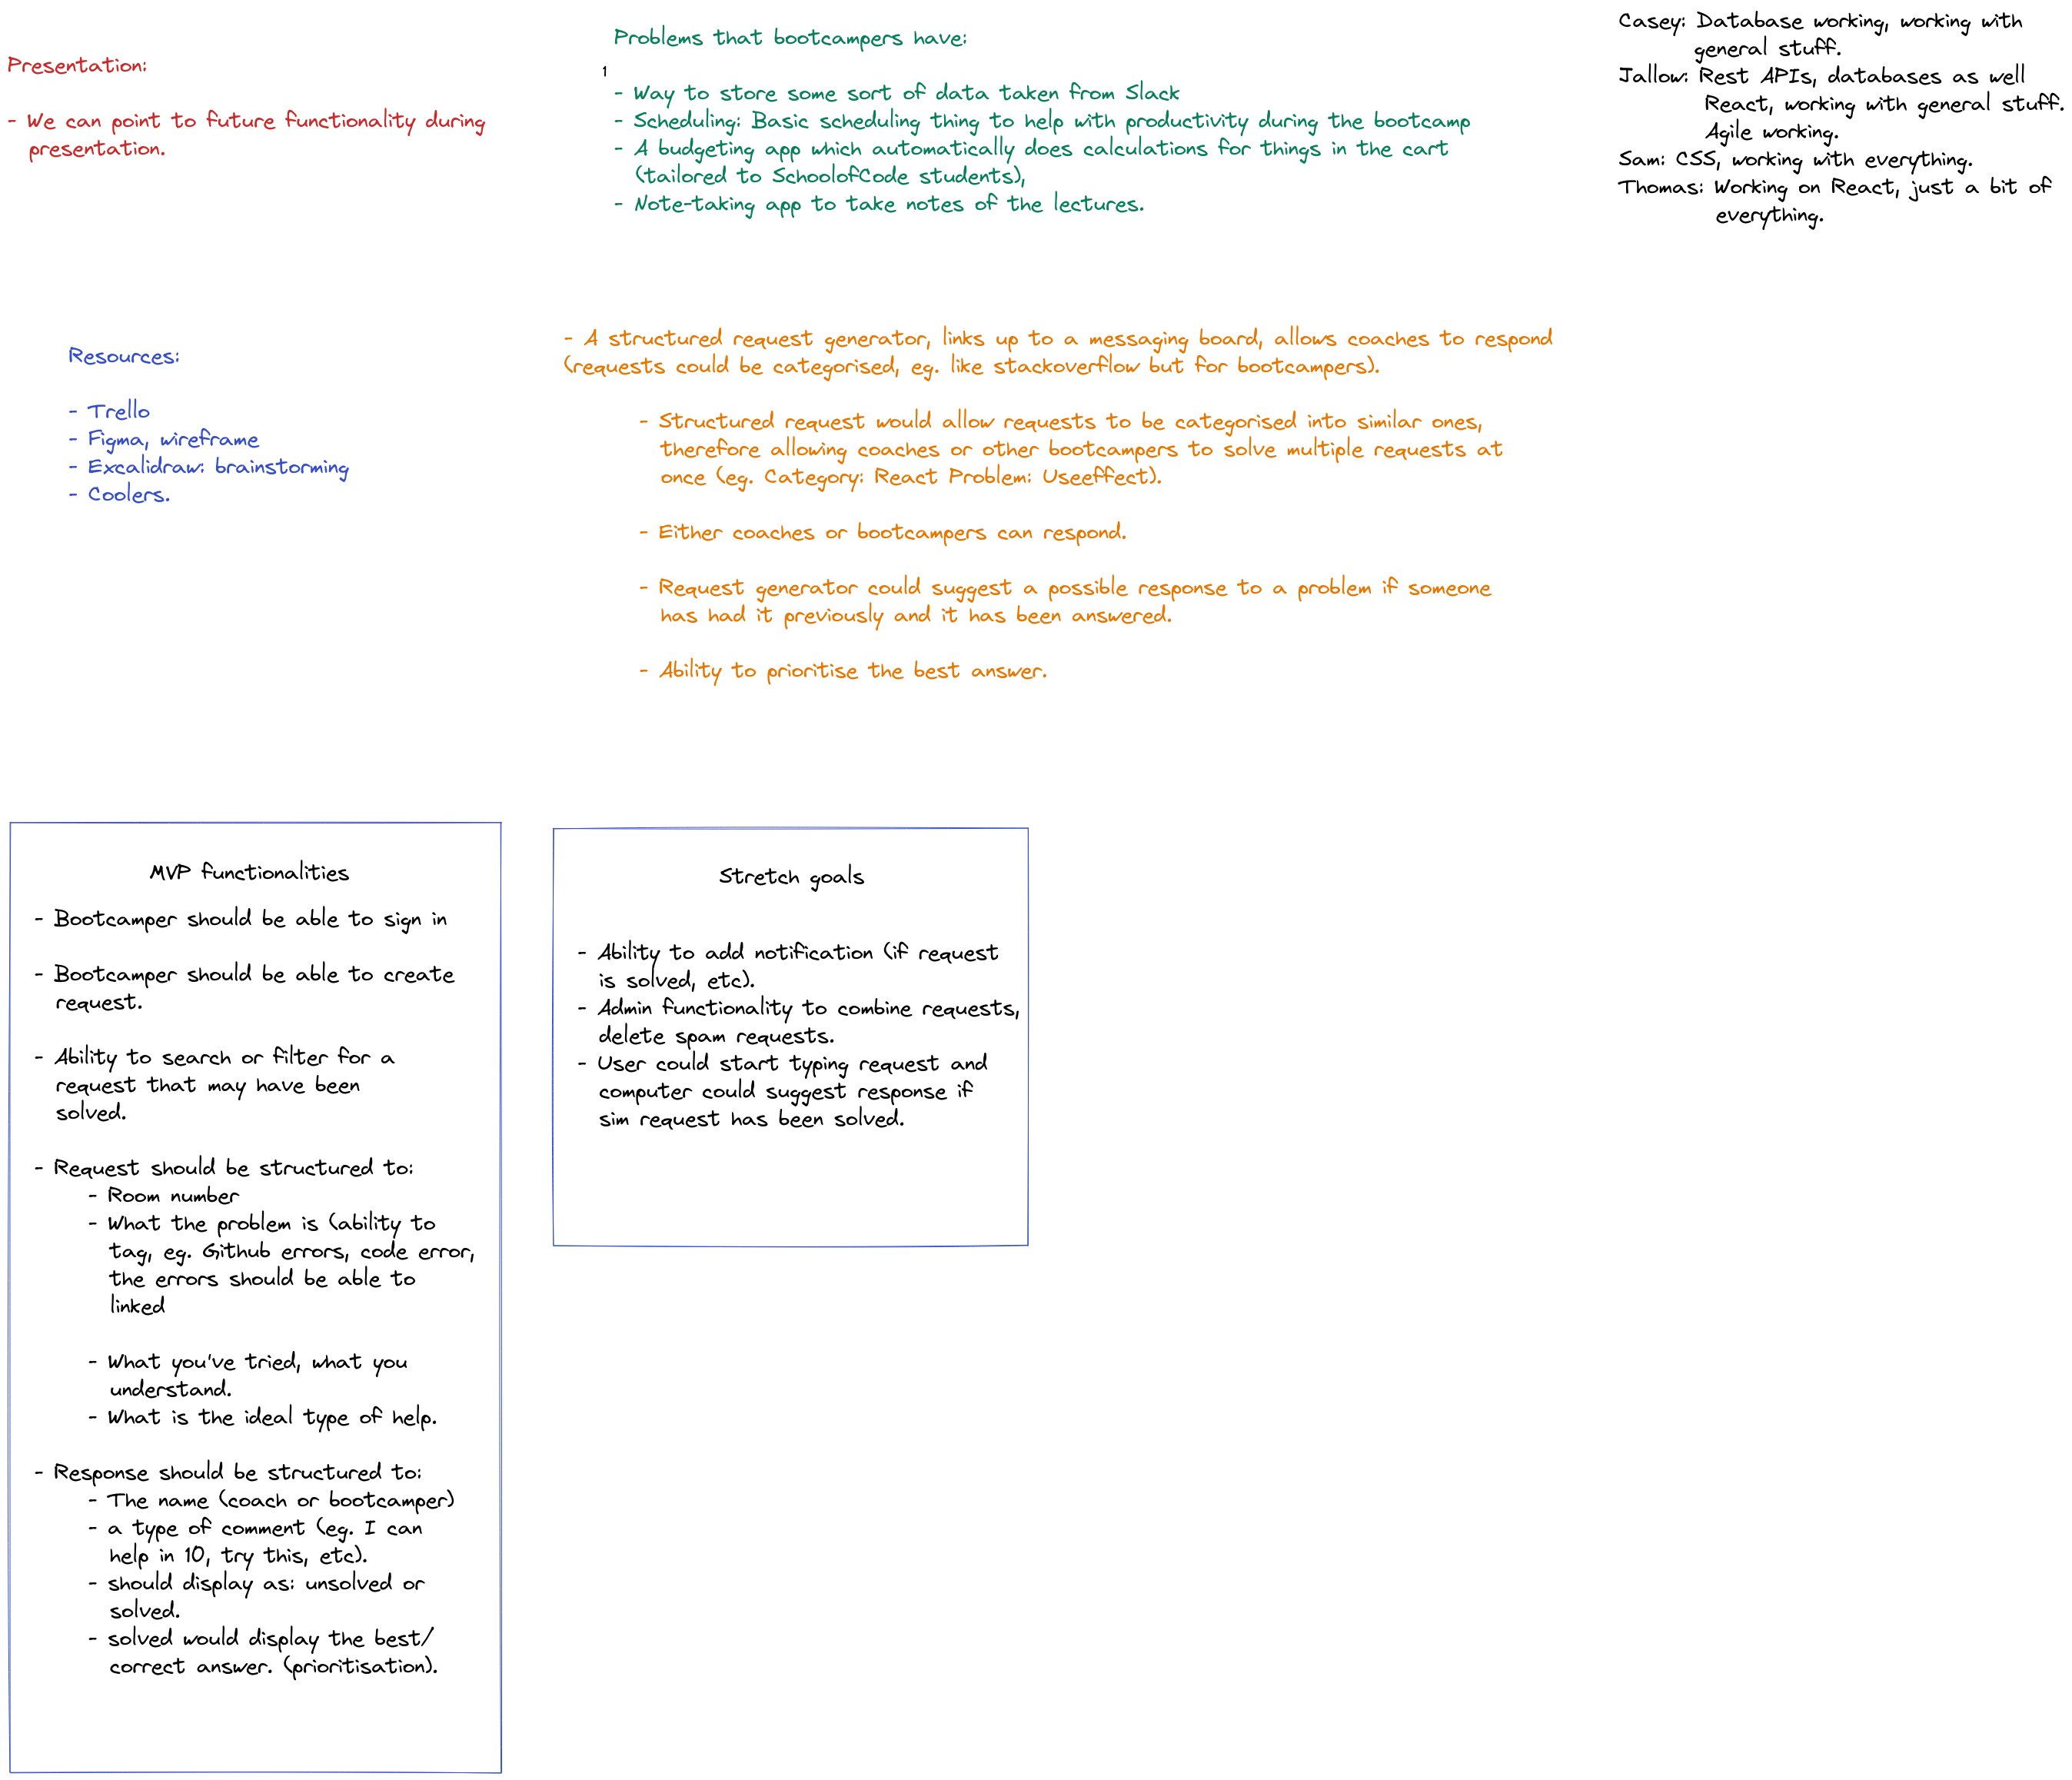 Presentation:
- We can point to future functionality during
presentation.
Problems that bootcampers have:
1
- Way to store some sort of data taken from Slack
- Scheduling: Basic scheduling thing to help with productivity during the bootcamp
- A budgeting app which automatically does calculations for things in the cart
(tailored to SchoolofCode students),
- Note-taking app to take notes of the lectures.
Casey: Database working, working with
general stuff.
Jallow: Rest APIs, databases as well
React, working with general stuff.
Agile working.
Sam: CSS, working with everything.
Thomas: Working on React, just a bit of
everything.
Resources:
- Trello
- Figma, wireframe
- Excalidraw: brainstorming
- Coolers.
- A structured request generator, links up to a messaging board, allows coaches to respond
(requests could be categorised, eg. like stackoverflow but for bootcampers).
- Structured request would allow requests to be categorised into similar ones,
therefore allowing coaches or other bootcampers to solve multiple requests at
once (eg. Category: React Problem: Useeffect).
- Either coaches or bootcampers can respond.
- Request generator could suggest a possible response to a problem if someone
has had it previously and it has been answered.
- Ability to prioritise the best answer.
MVP functionalities
- Bootcamper should be able to sign in
- Bootcamper should be able to create
request.
- Ability to search or filter for a
request that may have been
solved.
- Request should be structured to:
- Room number
- What the problem is (ability to
tag, eg. Github errors, code error,
the errors should be able to
linked
- What you've tried, what you
understand.
- What is the ideal type of help.
- Response should be structured to:
- The name (coach or bootcamper)
- a type of comment (eg. I can
help in 10, try this, etc).
- should display as: unsolved or
solved.
- solved would display the best/
correct answer. (prioritisation).
Stretch goals
- Ability to add notification (if request
is solved, etc).
- Admin functionality to combine requests,
delete spam requests.
- User could start typing request and
computer could suggest response if
sim request has been solved.